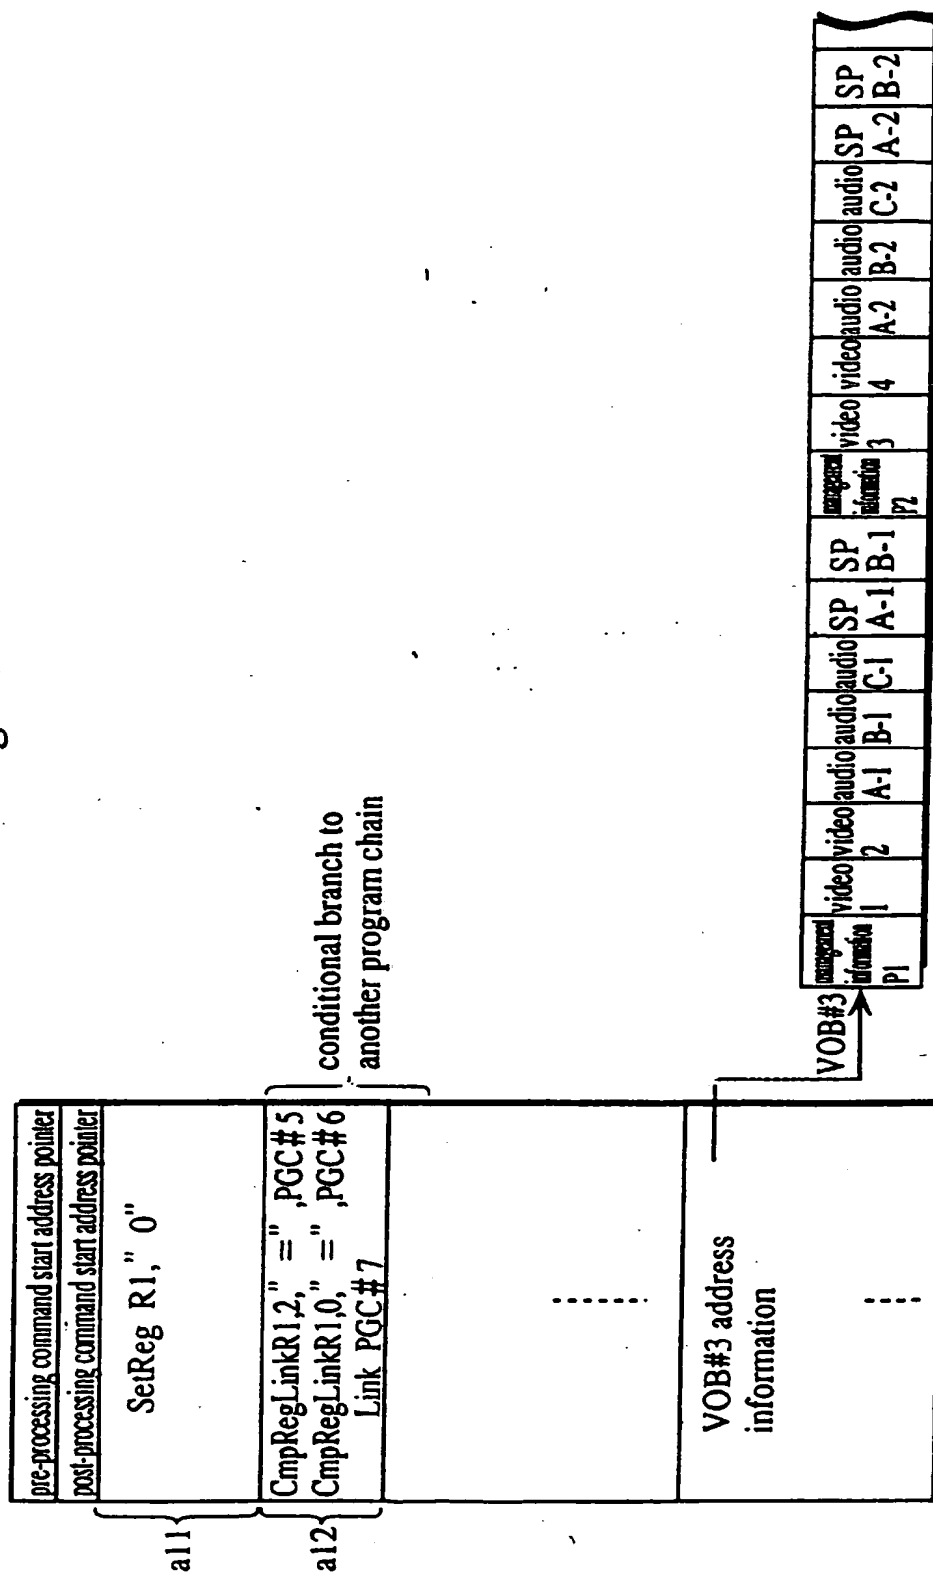 pre-processing command start address pointer
post-processing command start address pointer
a11
SetReg R1," 0"
a12
CmpRegLinkR1,2," =" ,PGC#5
CmpRegLinkR1,0," =" ,PGC#6
Link PGC#7
conditional branch to
another program chain
VOB#3 address
information
VOB#3
management information P1
video 1
video 2
audio A-1
audio B-1
audio C-1
SP A-1
SP B-1
management information P2
video 3
video 4
audio A-2
audio B-2
audio C-2
SP A-2
SP B-2